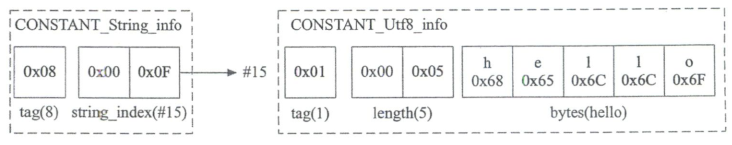 CONSTANT_String_info
0x08 0x00 0x0F
tag(8) string_index(#15)
#15
CONSTANT_Utf8_info
h e l l o
0x01 0x00 0x05 0x68 0x65 0x6C 0x6C 0x6F
tag(1) length(5) bytes(hello)